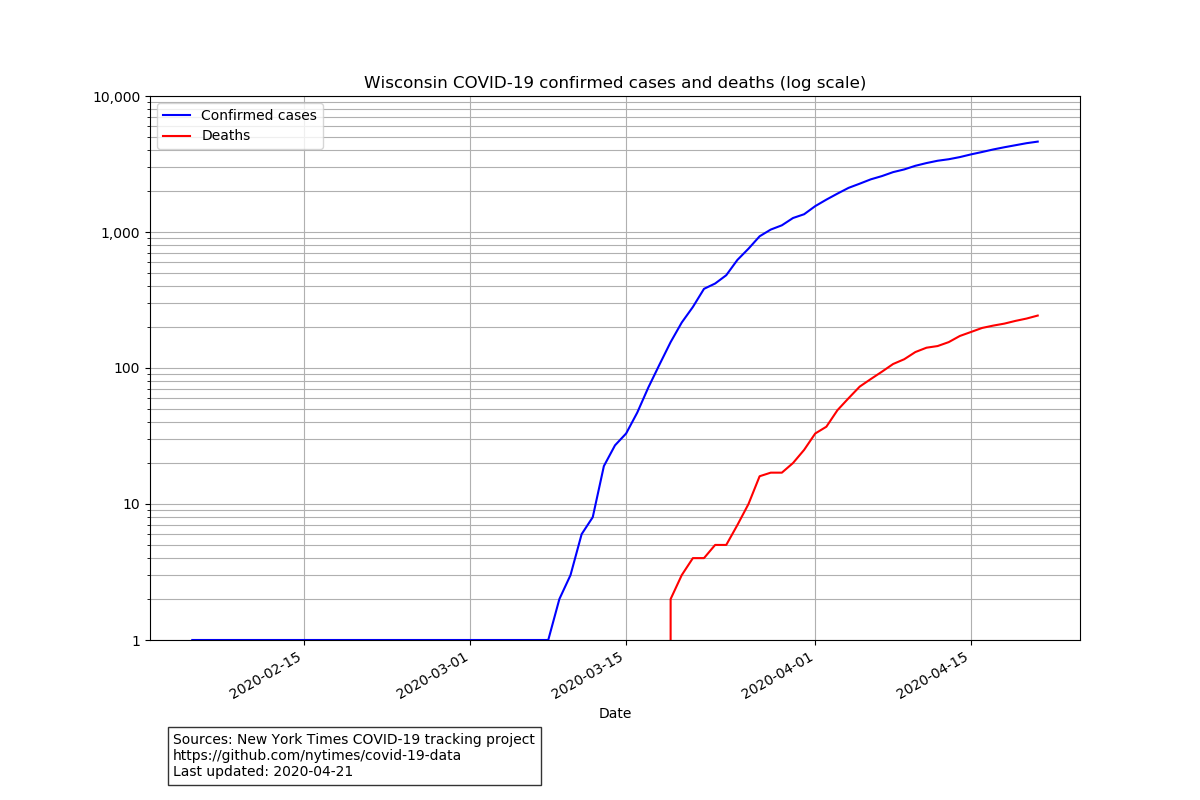 Wisconsin COVID-19 confirmed cases and deaths (log scale)
10,000
1,000
100
10
1
Confirmed cases
Deaths
2020-02-15
2020-03-01
2020-03-15
2020-04-01
2020-04-15
Date
Sources: New York Times COVID-19 tracking project
https://github.com/nytimes/covid-19-data
Last updated: 2020-04-21